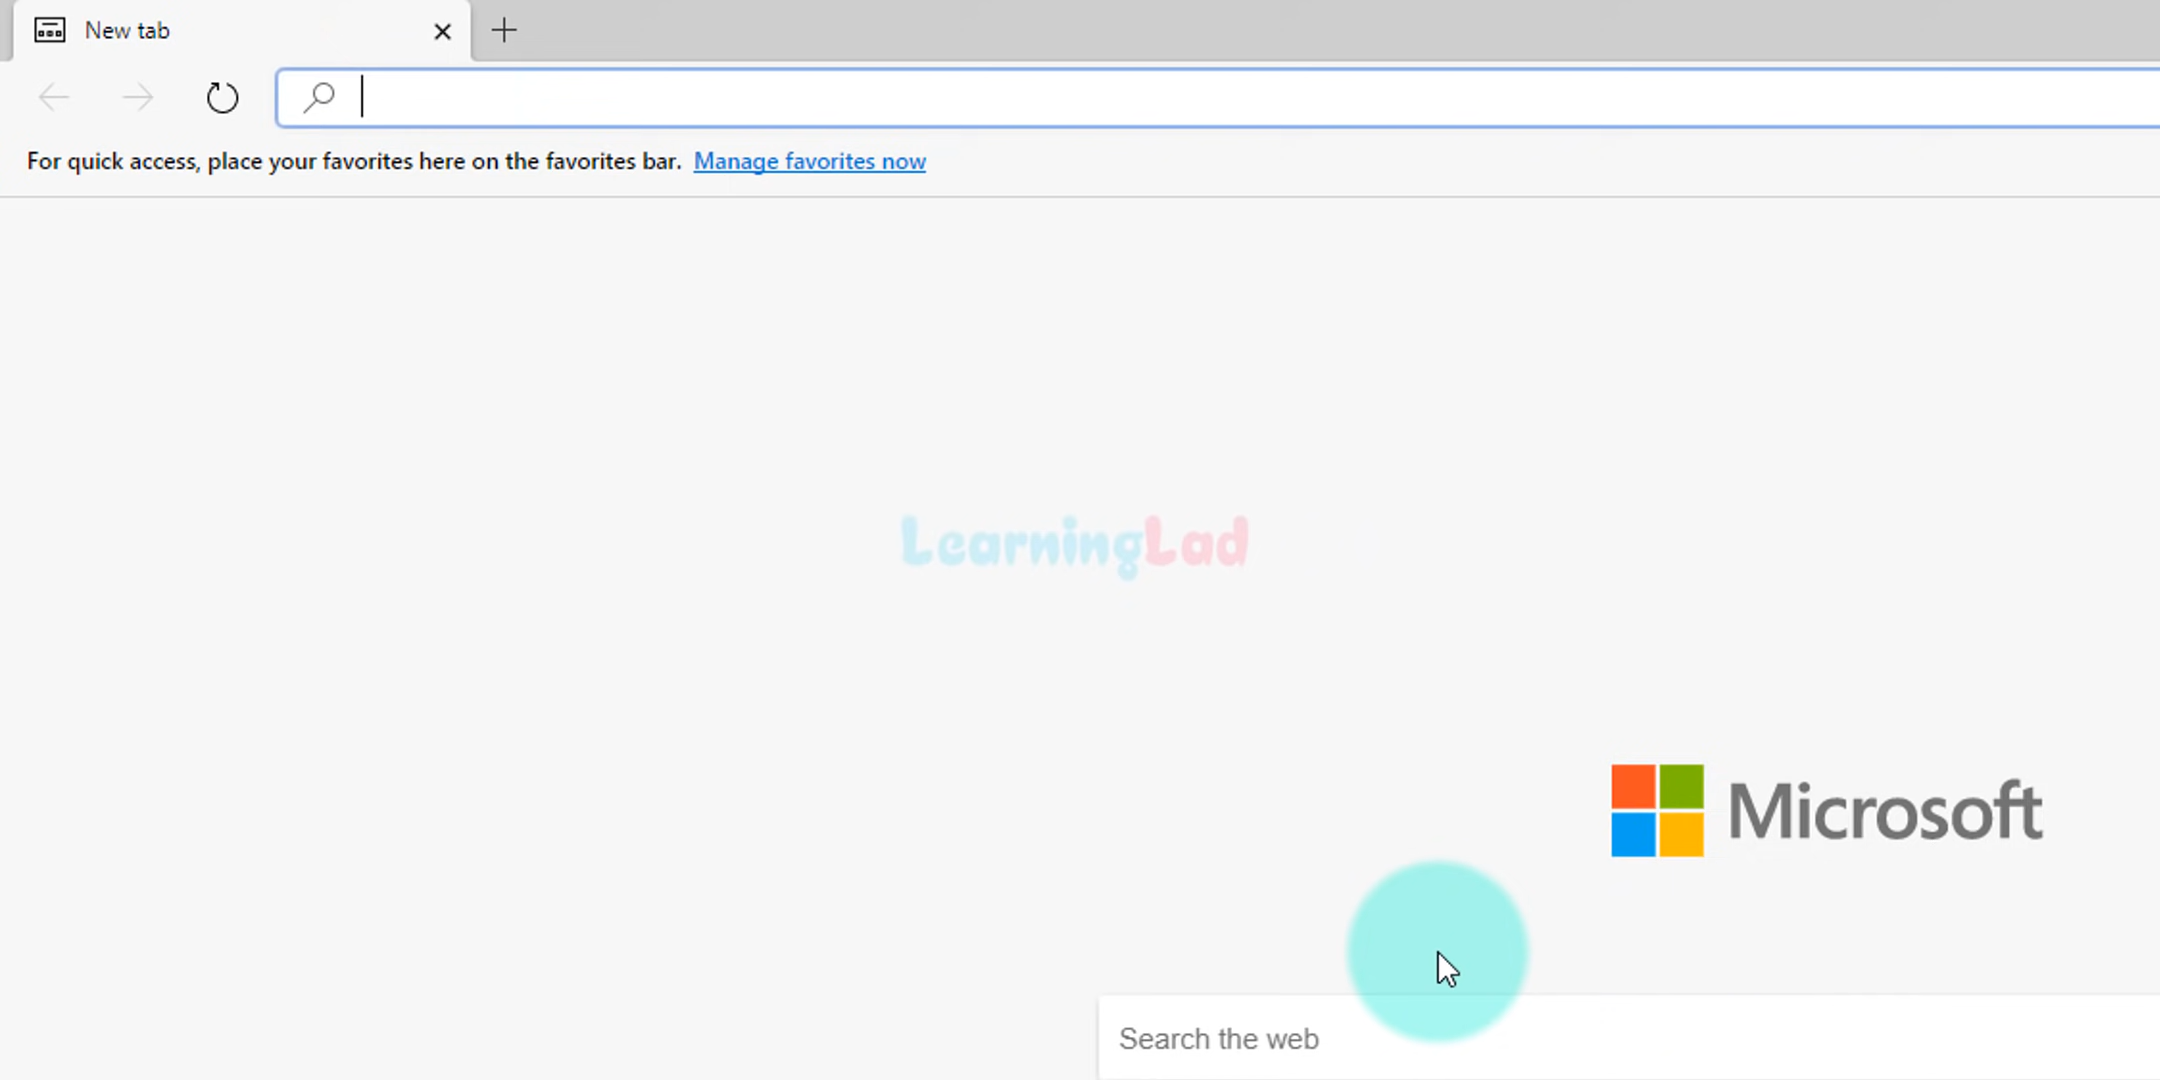 New tab
For quick access, place your favorites here on the favorites bar. Manage favorites now
LearningLad
Microsoft
Search the web